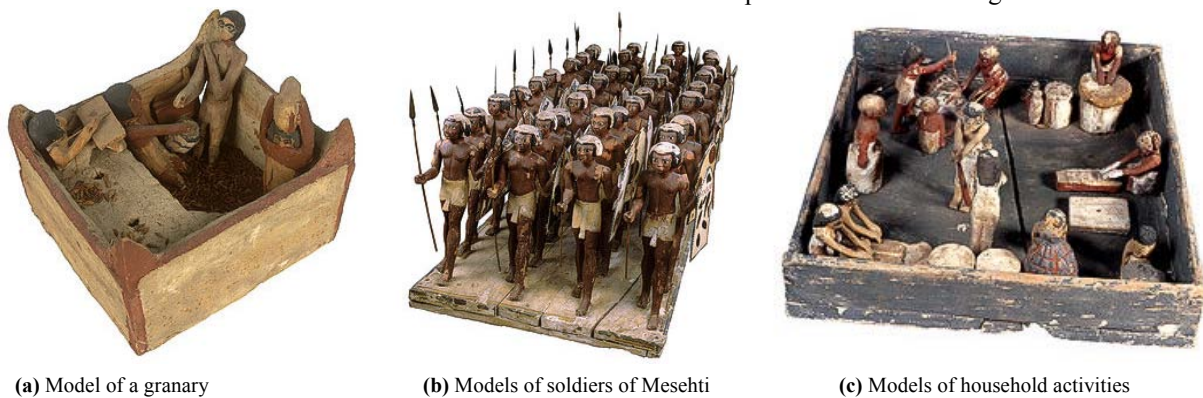 (a) Model of a granary
(b) Models of soldiers of Mesehti
(c) Models of household activities